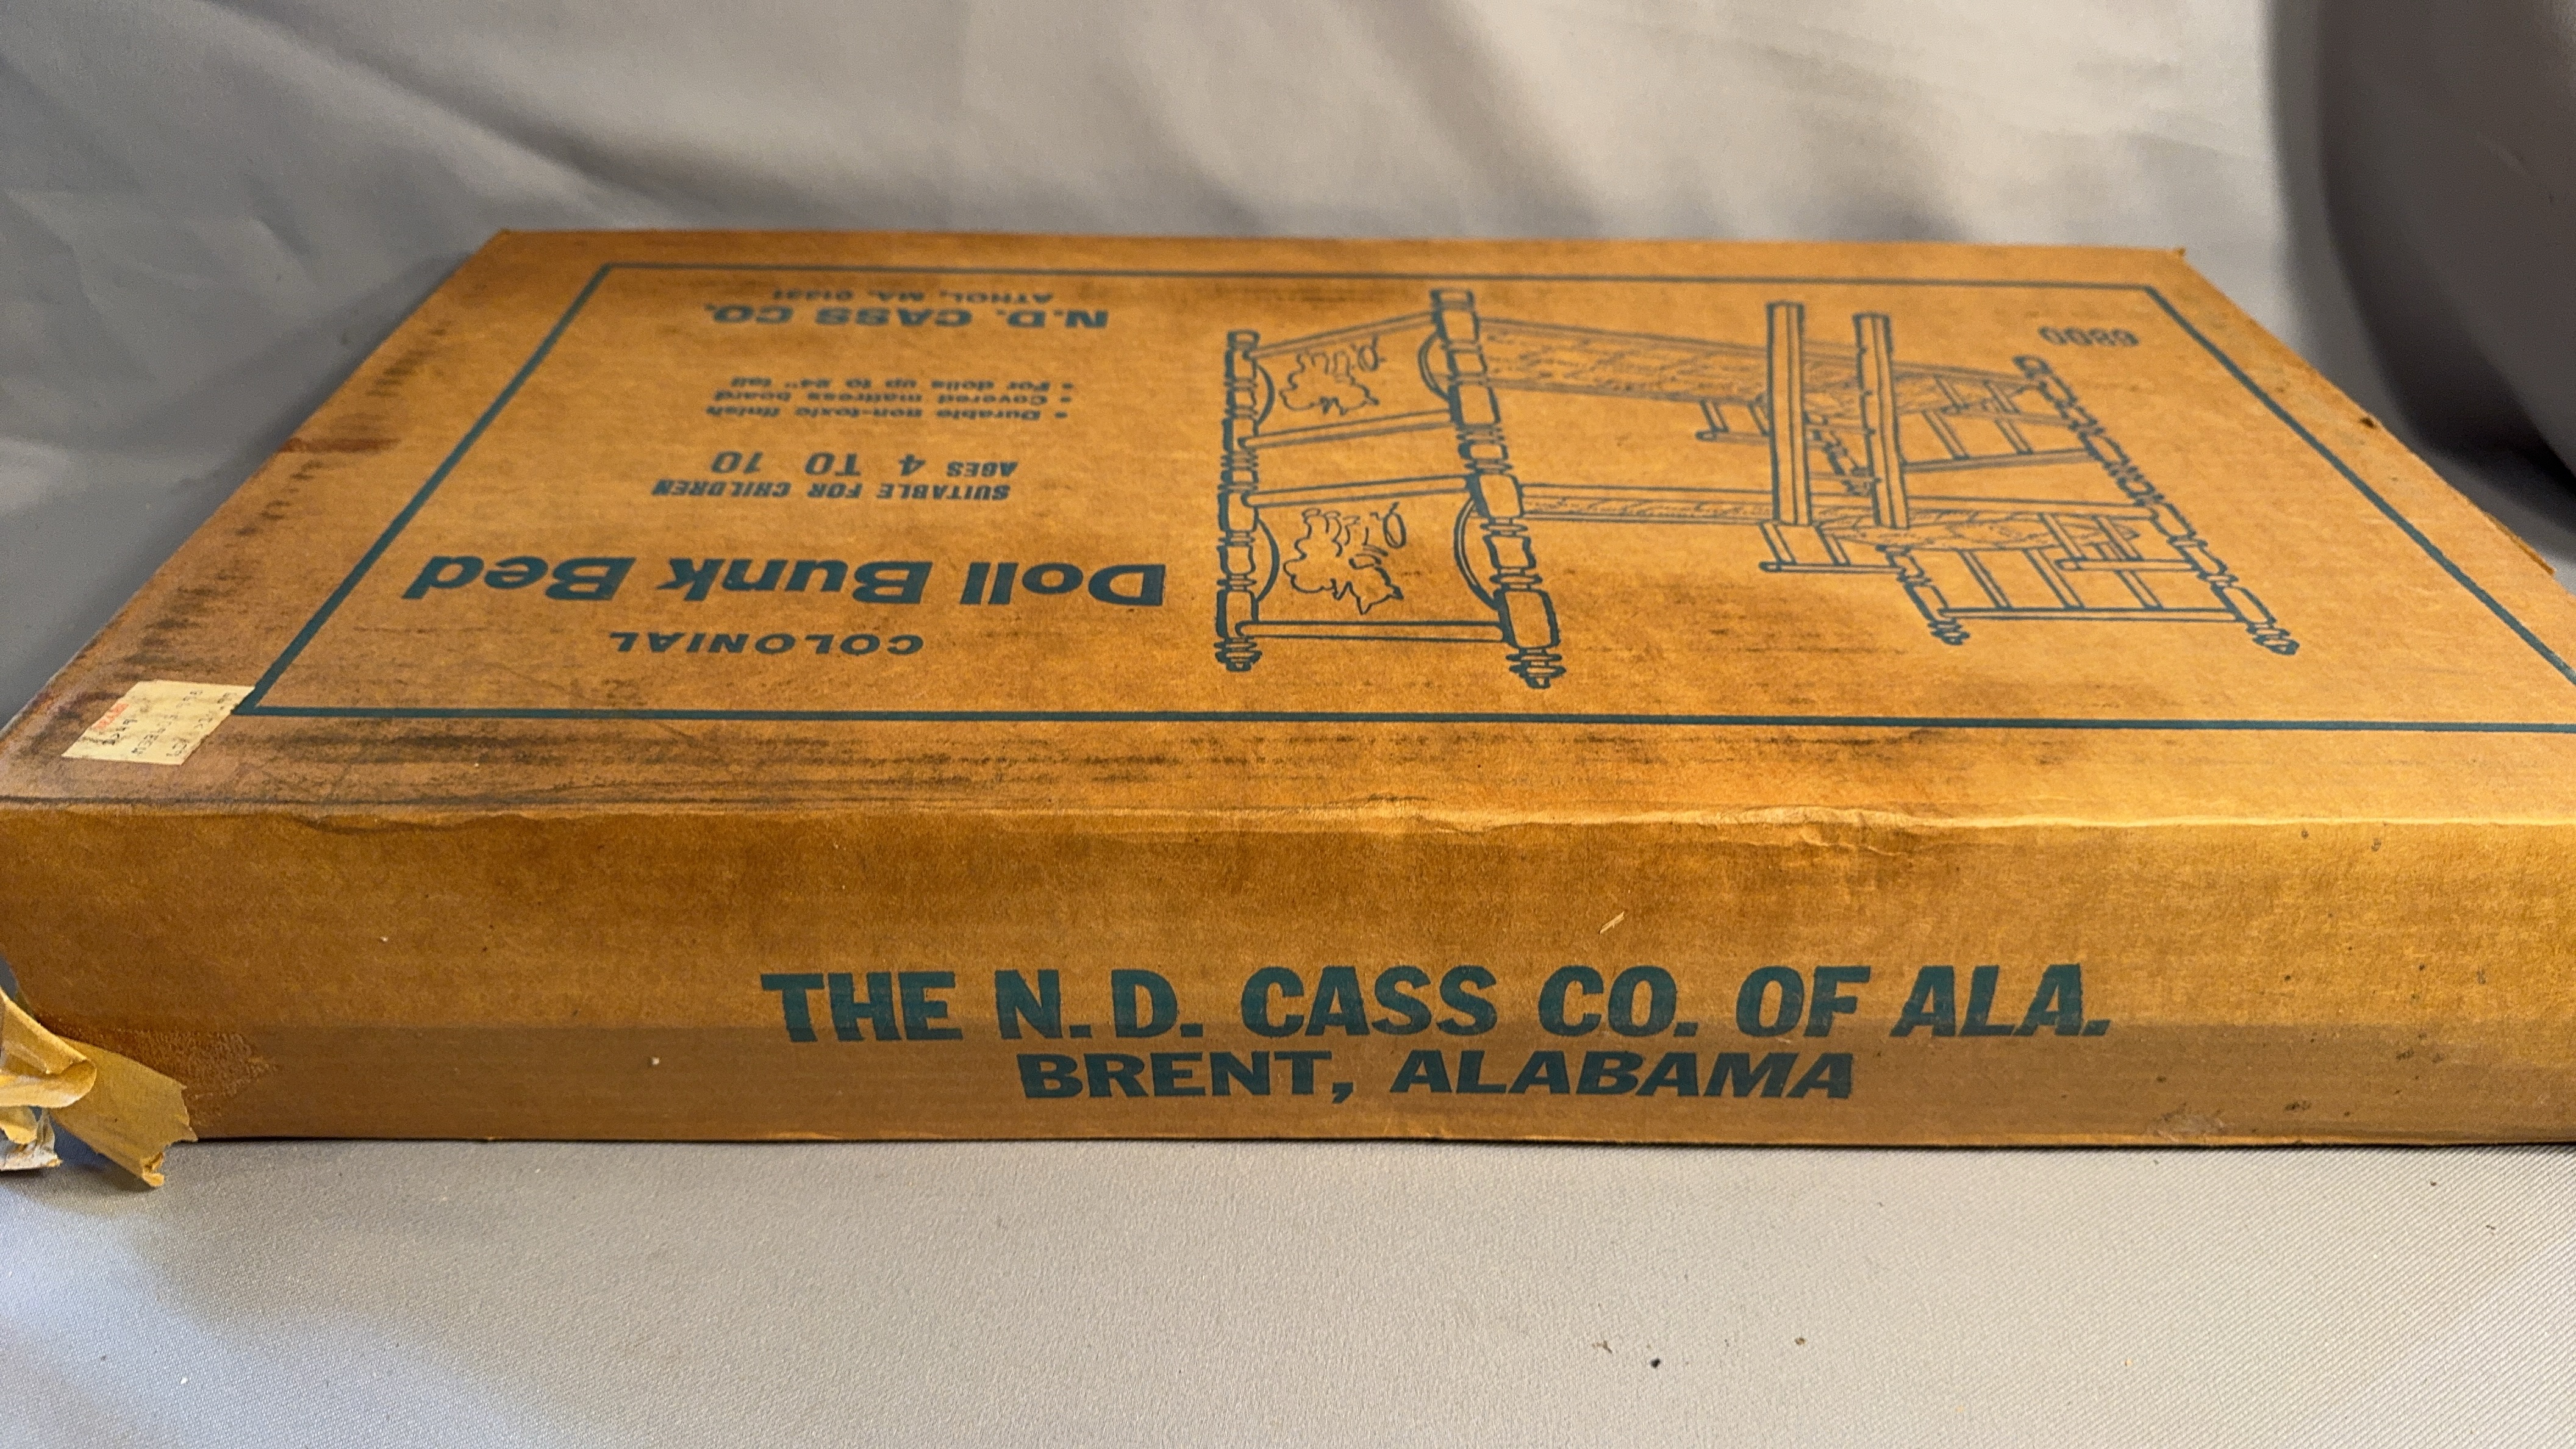 6800
COLONIAL
Doll Bunk Bed
SUITABLE FOR CHILDREN
AGES 4 TO 10
• Durable non-toxic finish
• Covered mattress board
• For dolls up to 24" tall
N.D. CASS CO.
ATHOL, MA. 01331
THE N. D. CASS CO. OF ALA.
BRENT, ALABAMA